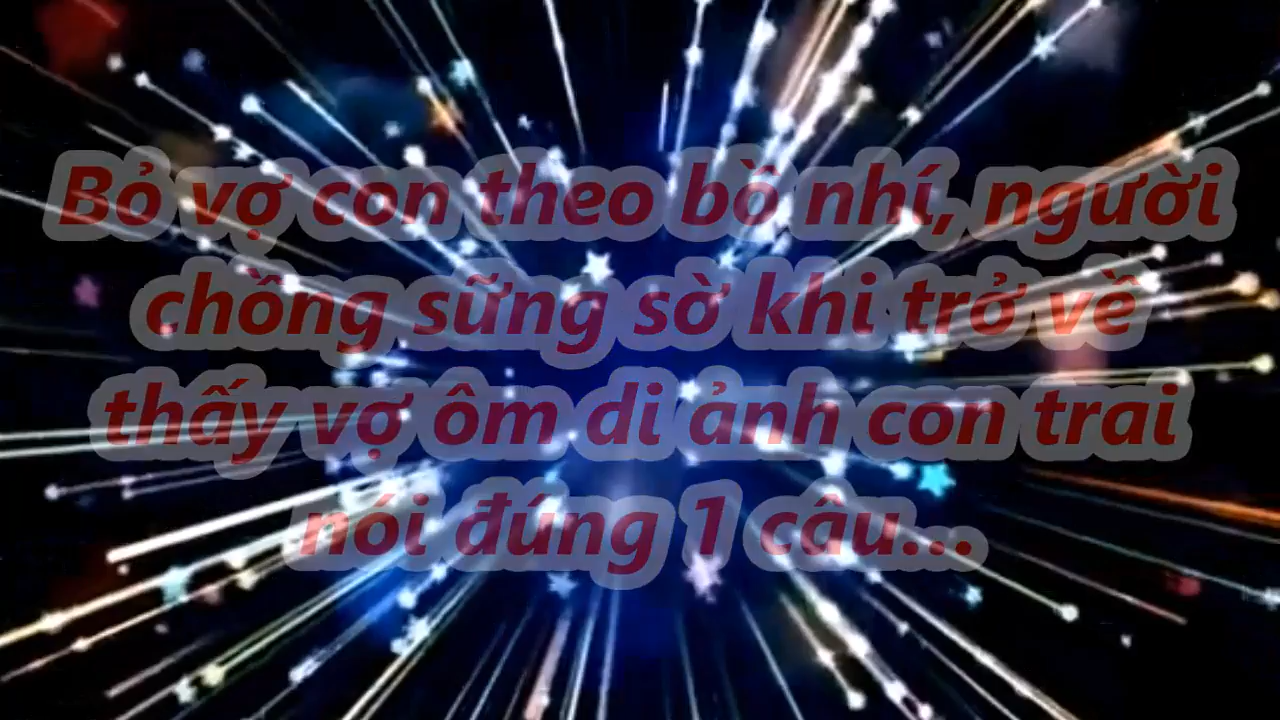 Bỏ vợ con theo bồ nhí, người
chồng sững sờ khi trở về
thấy vợ ôm di ảnh con trai
nói đúng 1 câu...